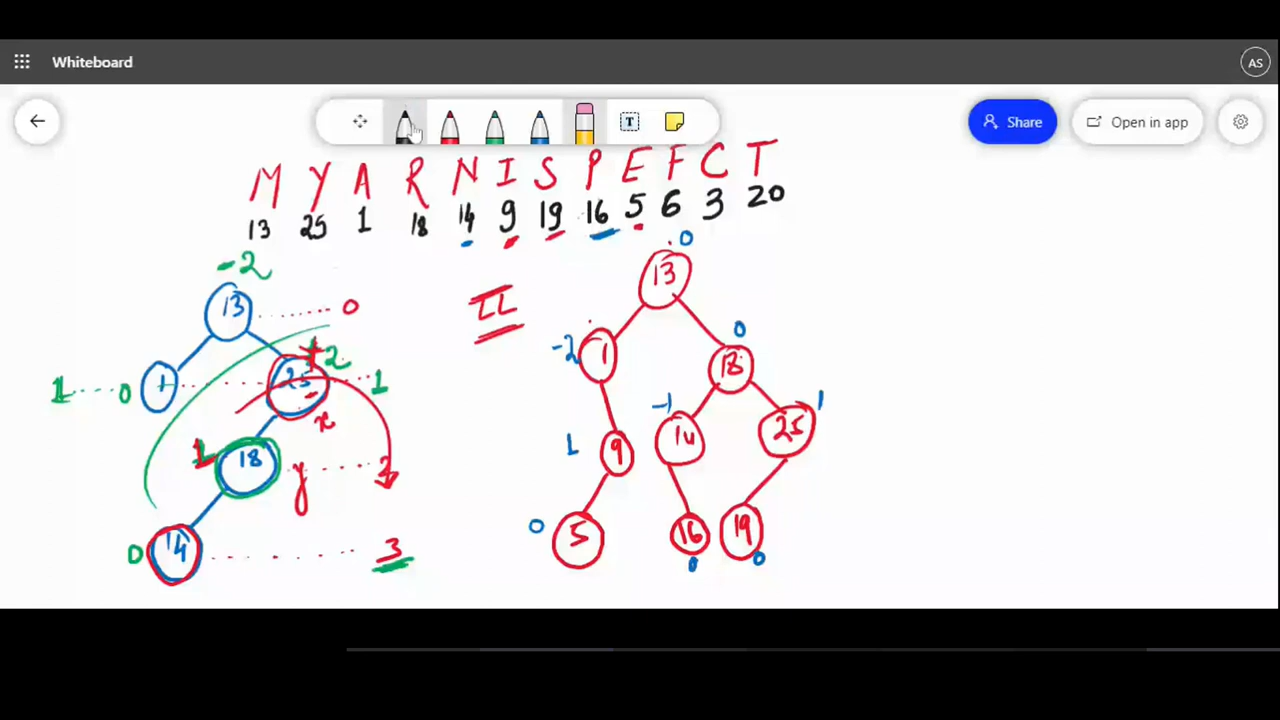 Whiteboard
AS
T
Share
Open in app
M Y A R N I S P E F C T
13 25 1 18 14 9 19 16 5 6 3 20
-2
13 0
1 0 1 25 +2 1
x
1 18 y 2
0 14 3
II
0
13
-2 1 0 18
1 9 -1 14 25 1
0 5 16 19
0 0